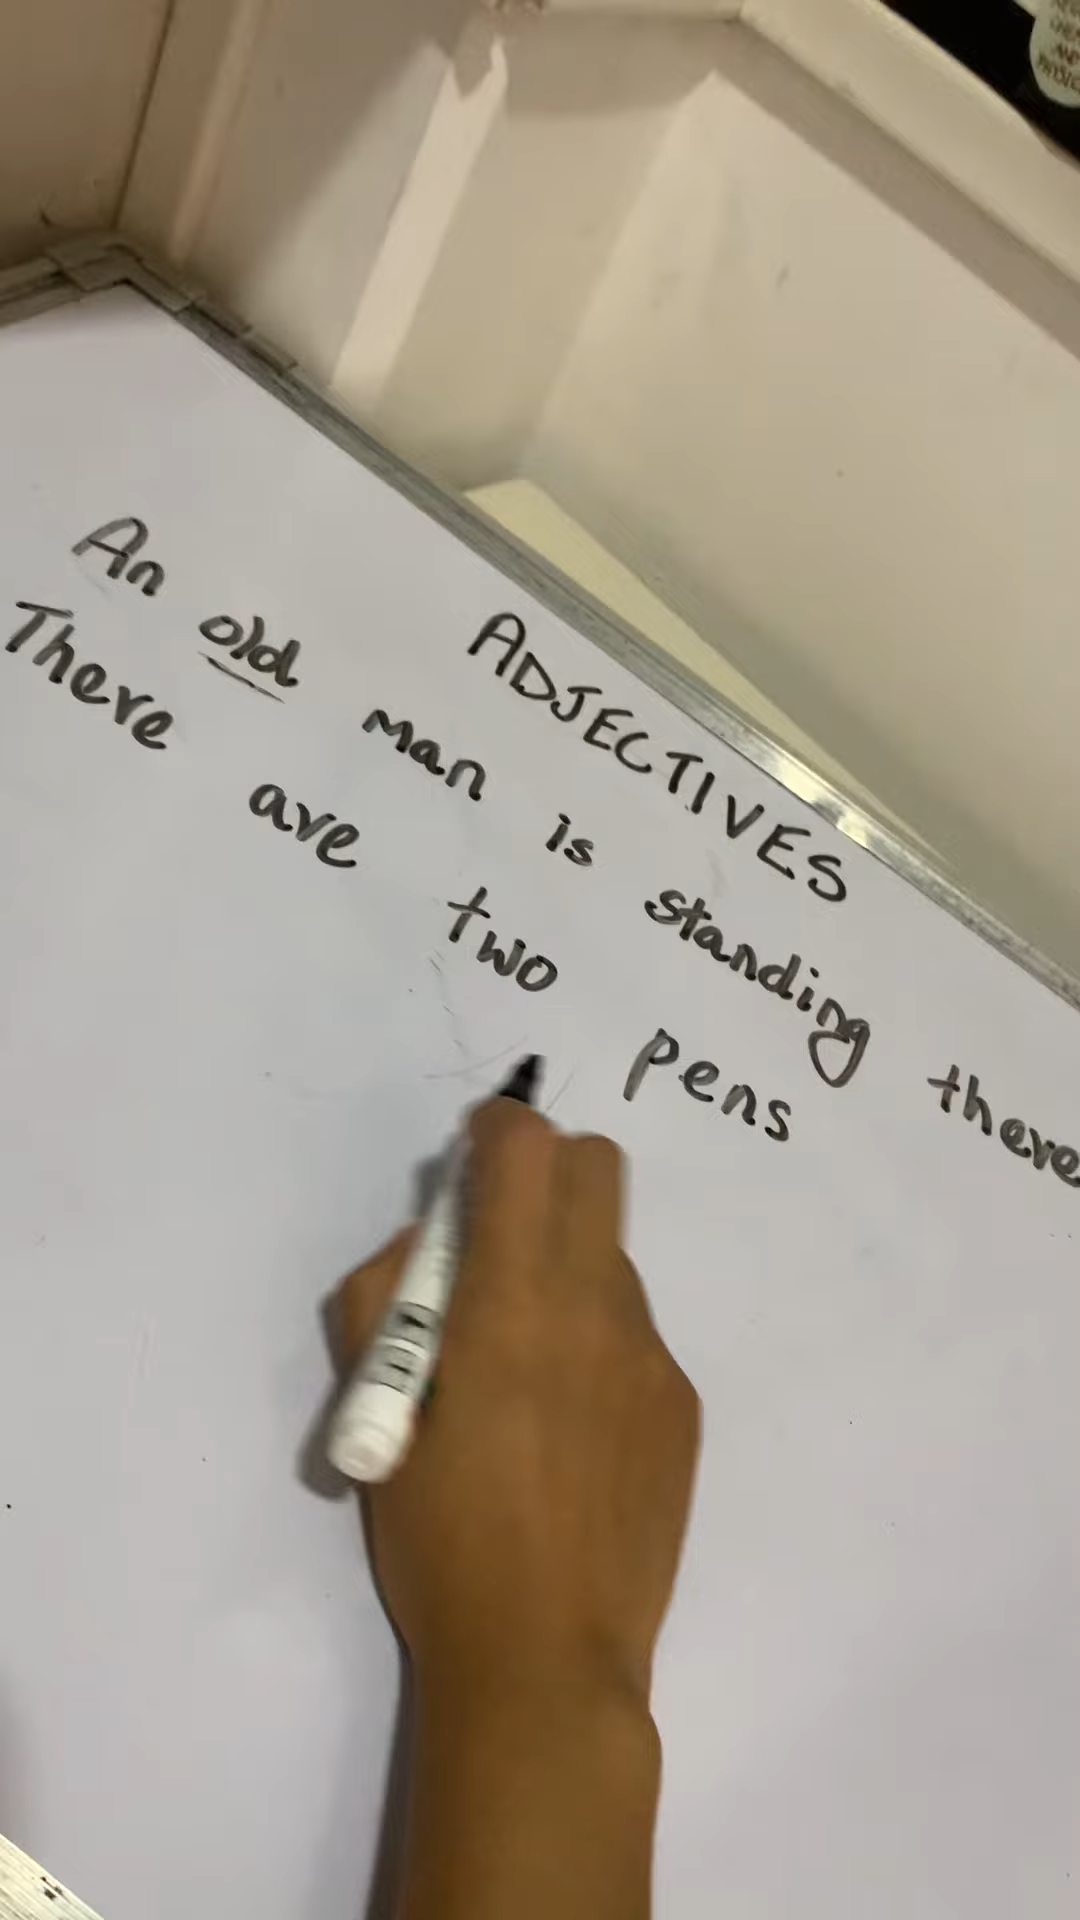 ADJECTIVES
An old man is standing there
There are two pens